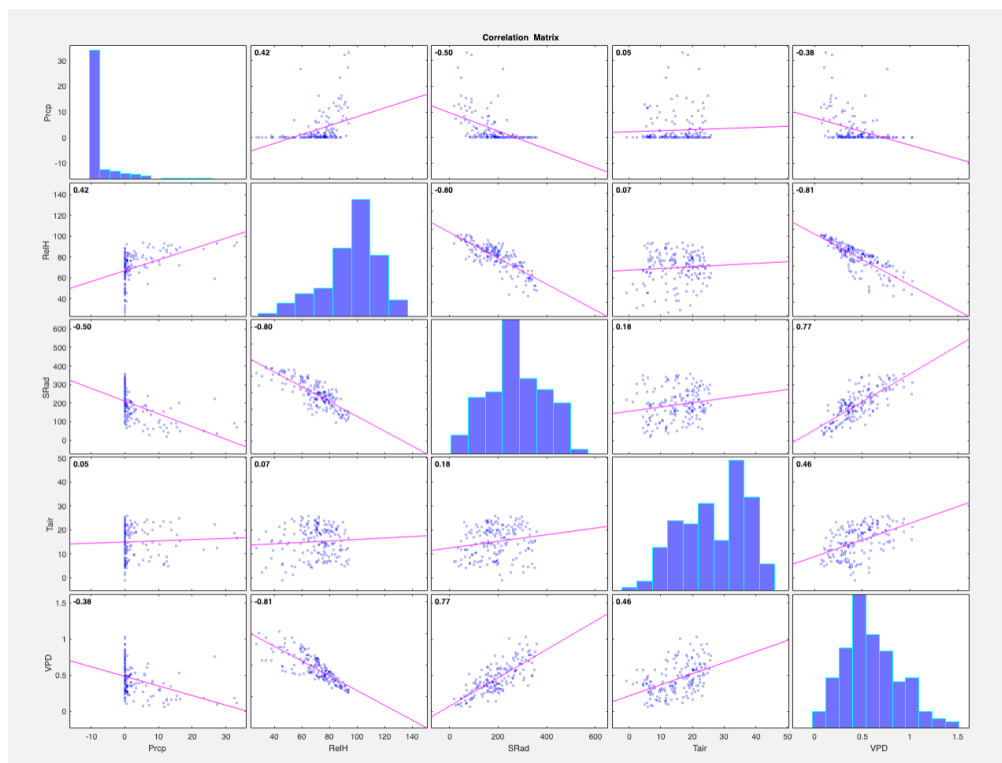 Correlation Matrix
0.42 -0.50 0.05 -0.38
30
20
10
0
-10
Prcp
0.42 -0.80 0.07 -0.81
140
120
100
80
60
40
RelH
-0.50 -0.80 0.18 0.77
600
500
400
300
200
100
0
SRad
0.05 0.07 0.18 0.46
50
40
30
20
10
0
Tair
-0.38 -0.81 0.77 0.46
1.5
1
0.5
0
VPD
-10 0 10 20 30 40 60 80 100 120 140 0 200 400 600 0 10 20 30 40 50 0 0.5 1 1.5
Prcp RelH SRad Tair VPD